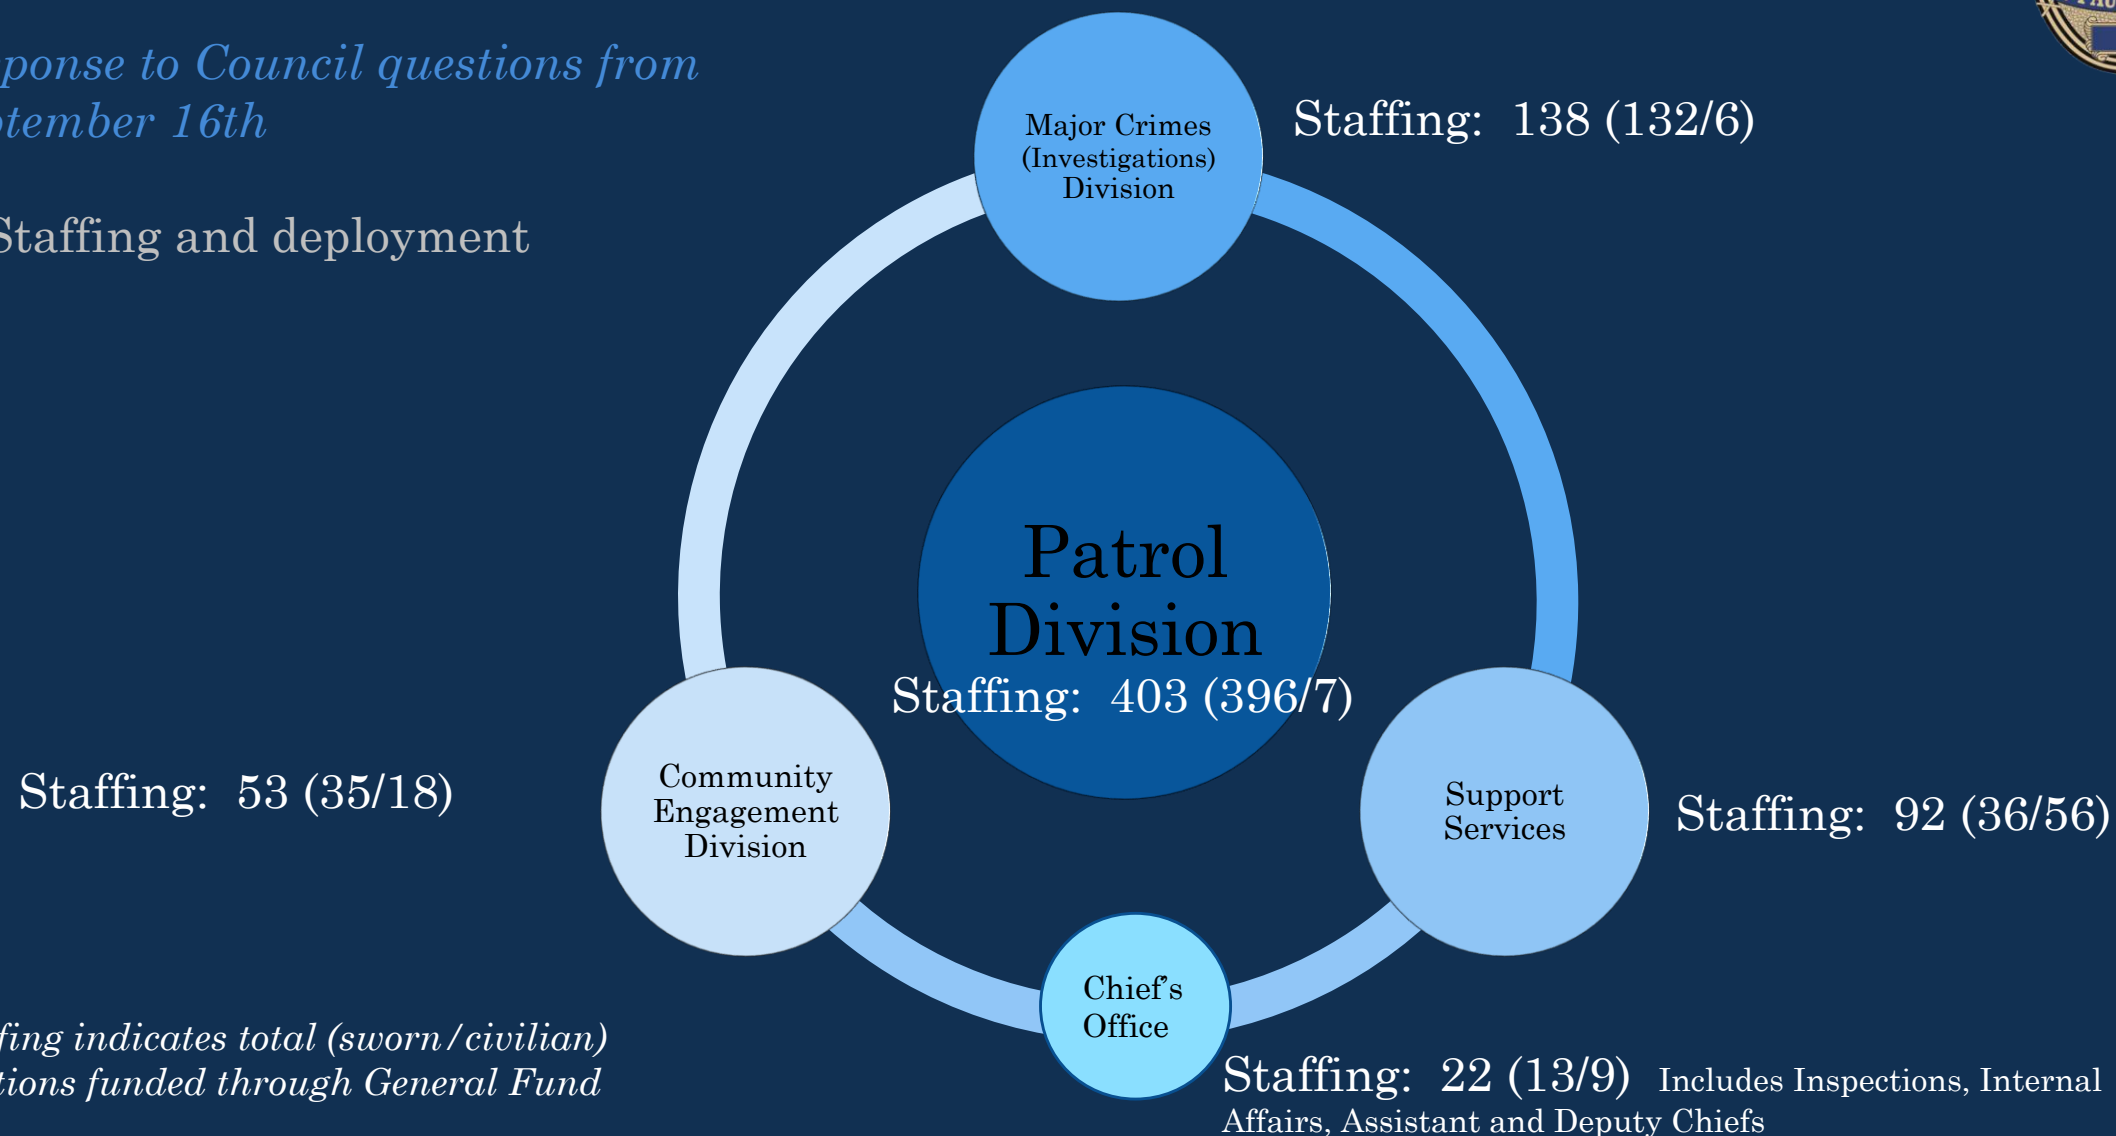 ponse to Council questions from
tember 16th
Staffing and deployment
Major Crimes
(Investigations)
Division
Staffing: 138 (132/6)
Patrol
Division
Staffing: 403 (396/7)
Community
Engagement
Division
Staffing: 53 (35/18)
Support
Services
Staffing: 92 (36/56)
Chief's
Office
Staffing: 22 (13/9) Includes Inspections, Internal
Affairs, Assistant and Deputy Chiefs
fing indicates total (sworn/civilian)
tions funded through General Fund